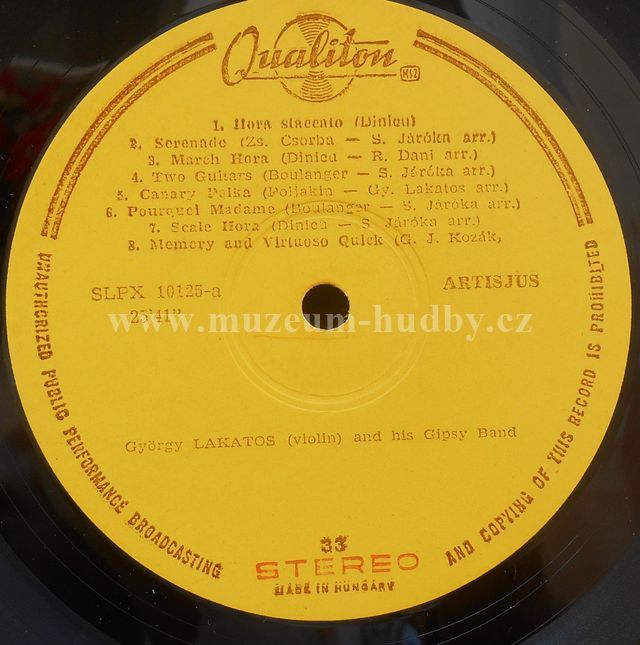 Qualiton
MSZ
1. Hora staccato (Dinicu)
2. Serenade (Zs. Csorba — S. Járóka arr.)
3. March Hora (Dinicu — R. Dani arr.)
4. Two Guitars (Boulanger — S. Járóka arr.)
5. Canary Polka (Poljakin — Gy. Lakatos arr.)
6. Pourquoi Madame (Boulanger — S. Járóka arr.)
7. Scale Hora (Dinicu — S. Járóka arr.)
8. Memory and Virtuoso Quick (G. J. Kozák,
SLPX 10125-a
ARTISJUS
www.muzeum-hudby.cz
György LAKATOS (violin) and his Gipsy Band
33
STEREO
MADE IN HUNGARY
UNAUTHORIZED PUBLIC PERFORMANCE BROADCASTING AND COPYING OF THIS RECORD IS PROHIBITED